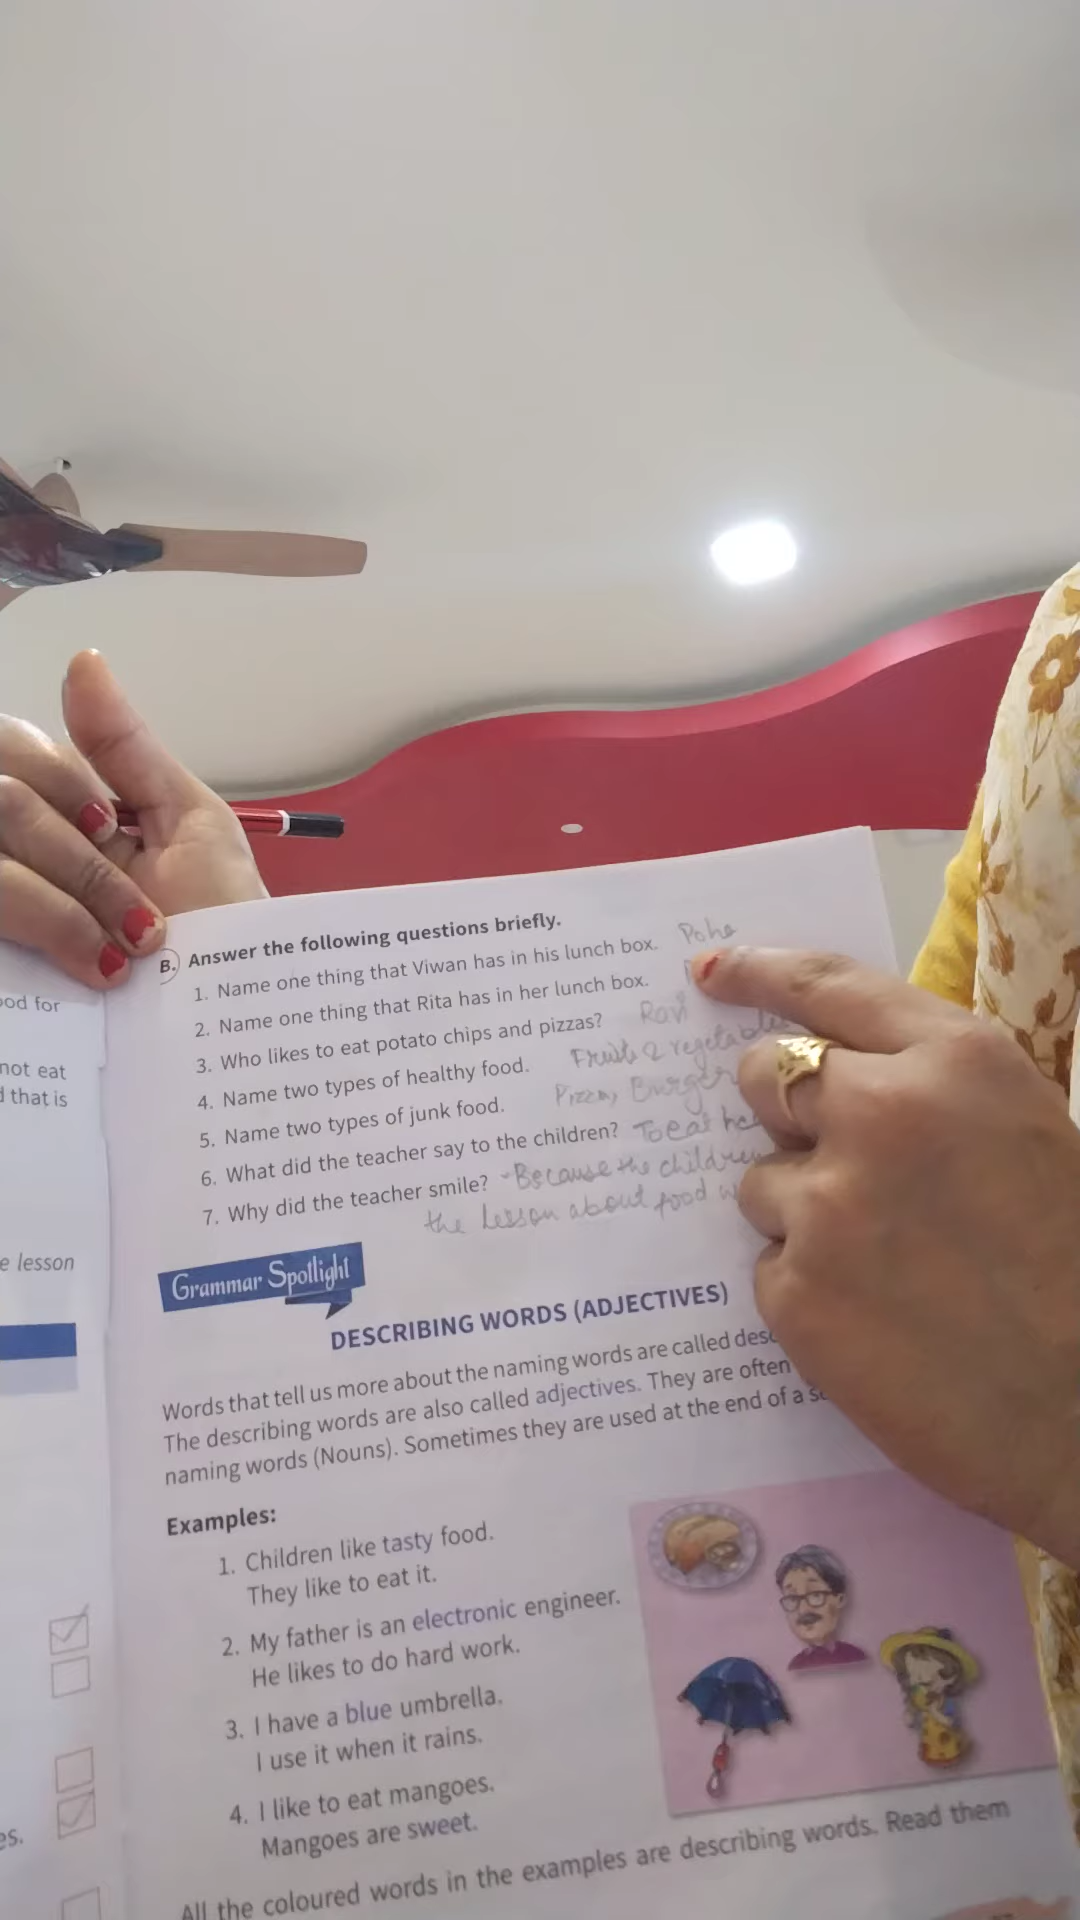 ood for
not eat
d that is
e lesson
es.
B. Answer the following questions briefly.
1. Name one thing that Viwan has in his lunch box. Poha
2. Name one thing that Rita has in her lunch box.
3. Who likes to eat potato chips and pizzas? Ravi
4. Name two types of healthy food. Fruits & vegetables
5. Name two types of junk food. Pizza, Burger
6. What did the teacher say to the children? To eat
7. Why did the teacher smile? - Because the children
the lesson about food
Grammar Spotlight
DESCRIBING WORDS (ADJECTIVES)
Words that tell us more about the naming words are called desc
The describing words are also called adjectives. They are often
naming words (Nouns). Sometimes they are used at the end of a s
Examples:
1. Children like tasty food.
They like to eat it.
2. My father is an electronic engineer.
He likes to do hard work.
3. I have a blue umbrella.
I use it when it rains.
4. I like to eat mangoes.
Mangoes are sweet.
All the coloured words in the examples are describing words. Read them